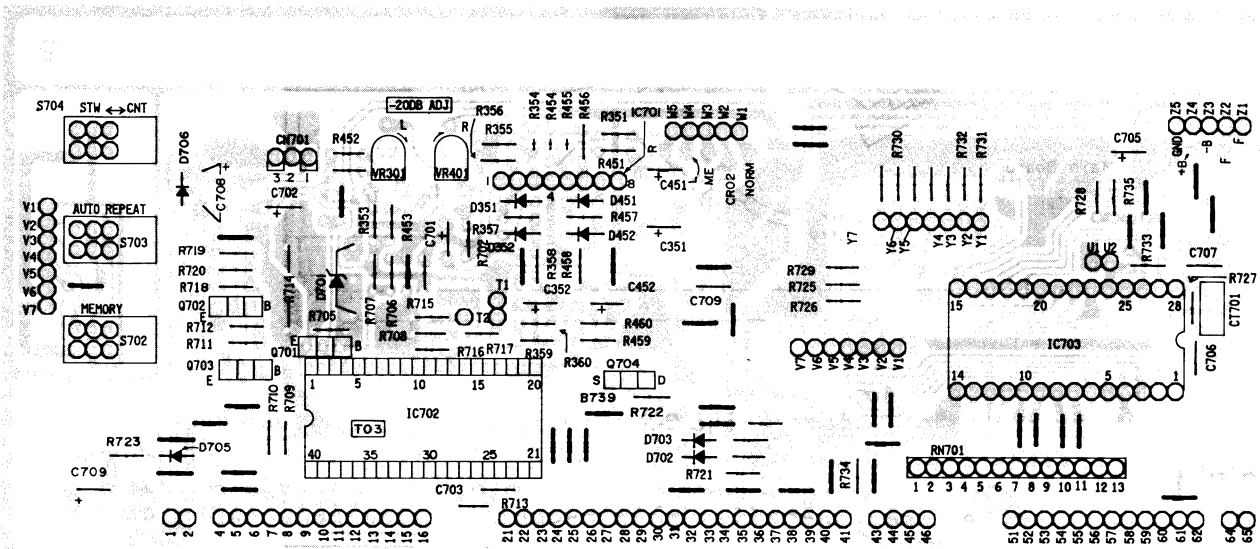 S704 STW ↔ CNT
-20DB ADJ
L
R
R356
R355
R354
R454
R455
R456
R351
IC701
W5 W4 W3 W2 W1
Z5 Z4 Z3 Z2 Z1
GND
+B
-B
F
F
D706
CN701
3 2 1
R452
VR301
VR401
R451
R
C451
ME
CRO2
NORM
R730
R732
R731
C705
C708
C702
1
4
8
D351
D451
R457
D452
R357
D352
C351
R353
R453
C701
R702
Y7
Y6
Y5
Y4
Y3
Y2
Y1
R728
R735
R733
U1
U3
C707
R727
V1
V2
V3
V4
V5
V6
V7
AUTO REPEAT
S703
MEMORY
S702
R719
R720
R718
Q702
E
B
R712
R711
Q703
E
B
R714
D701
R705
R707
R706
R715
R708
Q701
E
B
T1
T2
R716
R717
R358
R458
C352
C452
R460
R459
R359
R360
C709
R729
R725
R726
V7 V6 V5 V4 V3 V2 V1
15 20 25 28
IC703
14 10 5 1
CT701
C706
Q704
S
D
B739
R722
1 5 10 15 20
IC702
T03
40 35 30 25 21
R710
R709
R723
D705
C709
C703
R713
D703
D702
R721
R734
RN701
1 2 3 4 5 6 7 8 9 10 11 12 13
1 2 4 5 6 7 8 9 10 11 12 13 14 15 16 21 22 23 24 25 26 27 28 29 30 31 32 33 34 35 36 37 38 39 40 41 43 44 45 46 51 52 53 54 55 56 57 58 59 60 61 62 64 65